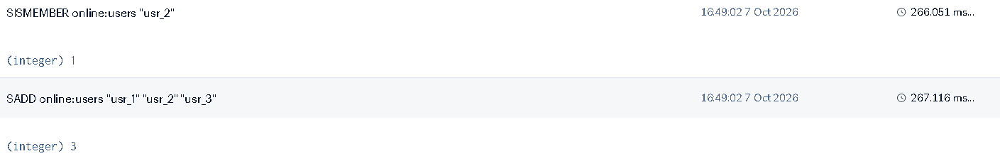 SISMEMBER online:users "usr_2" 16:49:02 7 Oct 2026 266.051 ms...
(integer) 1
SADD online:users "usr_1" "usr_2" "usr_3" 16:49:02 7 Oct 2026 267.116 ms...
(integer) 3